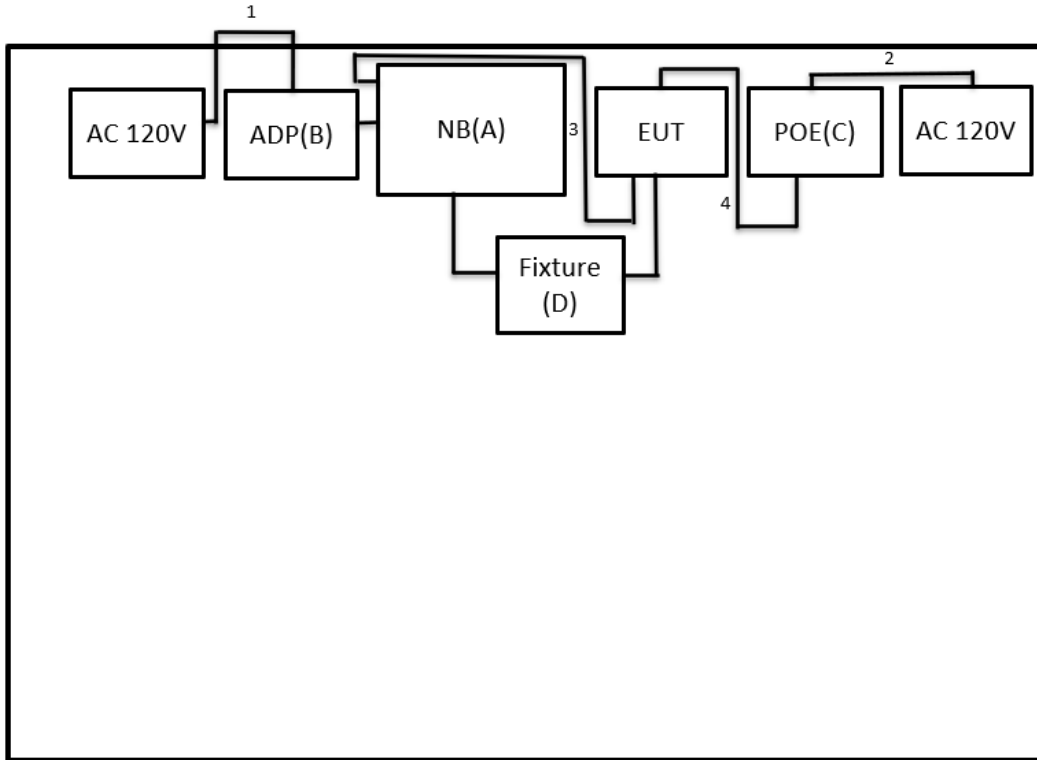 1
2
AC 120V
ADP(B)
NB(A)
3
EUT
POE(C)
AC 120V
4
Fixture
(D)